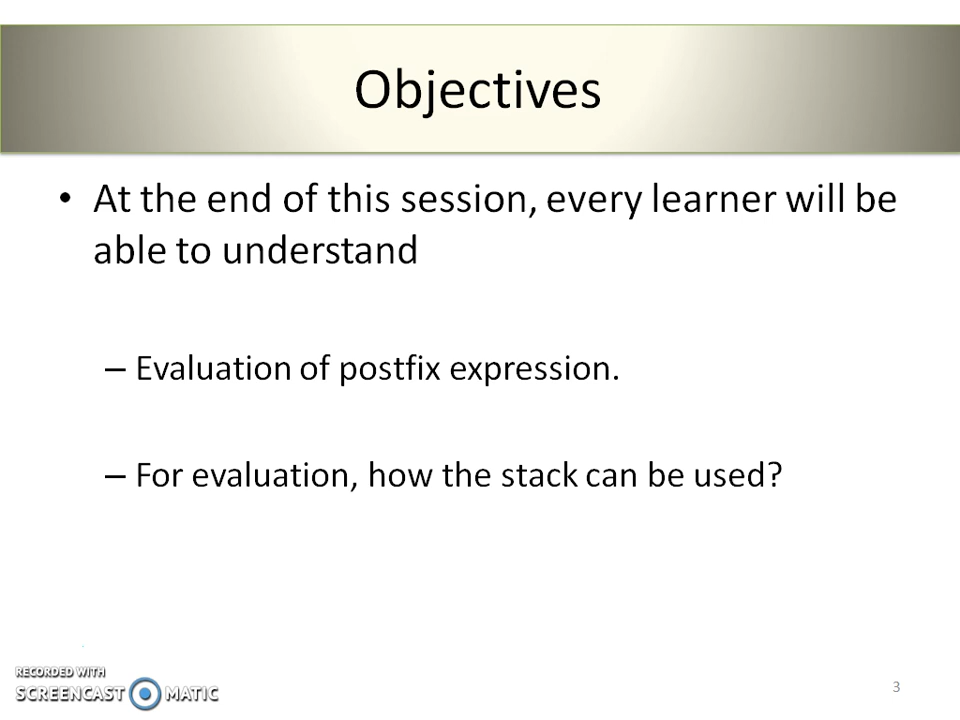 Objectives
• At the end of this session, every learner will be
able to understand
– Evaluation of postfix expression.
– For evaluation, how the stack can be used?
RECORDED WITH
SCREENCAST MATIC
3